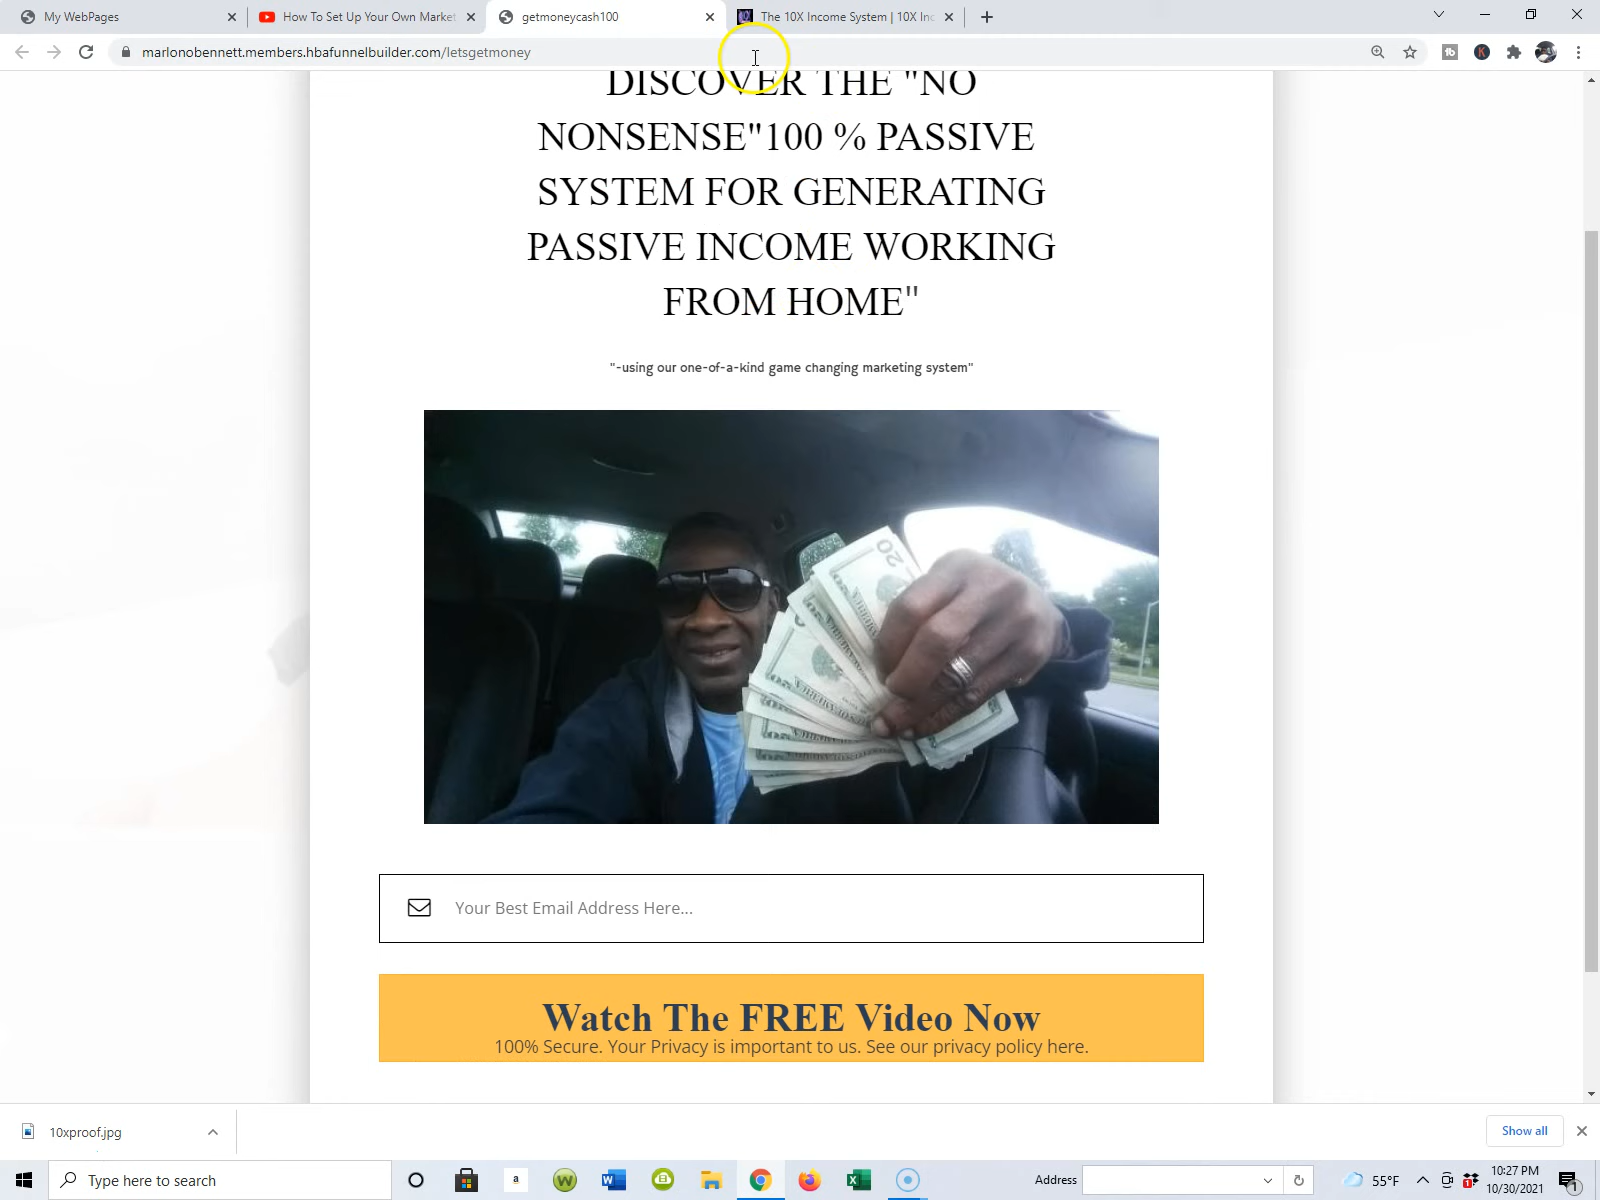 My WebPages
How To Set Up Your Own Market
getmoneycash100
The 10X Income System | 10X Inc
marlonobennett.members.hbafunnelbuilder.com/letsgetmoney
DISCOVER THE "NO
NONSENSE"100 % PASSIVE
SYSTEM FOR GENERATING
PASSIVE INCOME WORKING
FROM HOME"
"-using our one-of-a-kind game changing marketing system"
20
Your Best Email Address Here...
Watch The FREE Video Now
100% Secure. Your Privacy is important to us. See our privacy policy here.
10xproof.jpg
Show all
Type here to search
Address
55°F
10:27 PM
10/30/2021